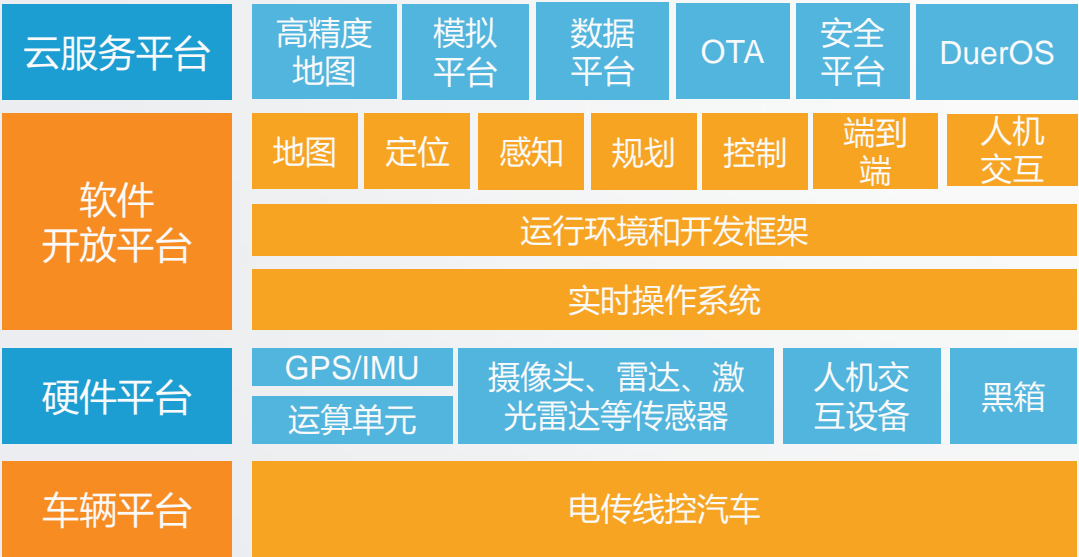 云服务平台
高精度
地图
模拟
平台
数据
平台
OTA
安全
平台
DuerOS
软件
开放平台
地图
定位
感知
规划
控制
端到
端
人机
交互
运行环境和开发框架
实时操作系统
硬件平台
GPS/IMU
运算单元
摄像头、雷达、激
光雷达等传感器
人机交
互设备
黑箱
车辆平台
电传线控汽车